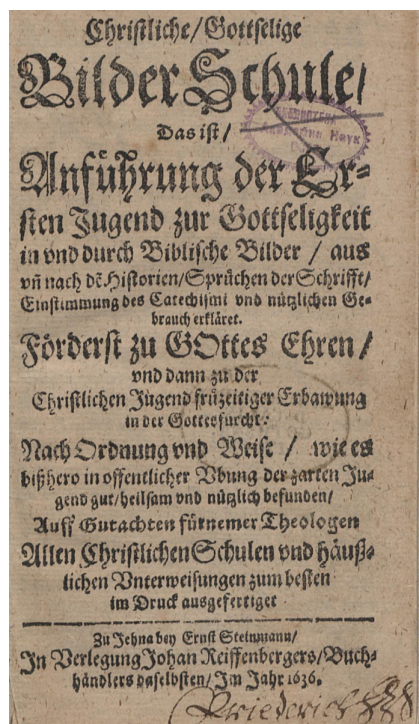 Christliche/Gottselige
Bilder Schule/
Das ist/
Anführung der Er-
sten Jugend zur Gottseligkeit
in vnd durch Biblische Bilder / aus
vñ nach dẽ Historien/Sprüchen der Schrifft/
Einstimmung des Catechismi vnd nützlichen Ge-
brauch erkläret.
Förderst zu GOttes Ehren/
vnd dann zu der
Christlichen Jugend früzeitiger Erbawung
in der Gottesfurcht:
Nach Ordnung vnd Weise / wie es
bißhero in offentlicher Vbung der zarten Ju-
gend gut/heilsam vnd nützlich befunden/
Auff Gutachten fürnemer Theologen
Allen Christlichen Schulen vnd häuß-
lichen Vnterweisungen zum besten
im Druck ausgefertiget
Zu Jehna bey Ernst Steinmann/
In Verlegung Johan Reiffenbergers/Buch-
händlers daselbsten/Im Jahr 1636.